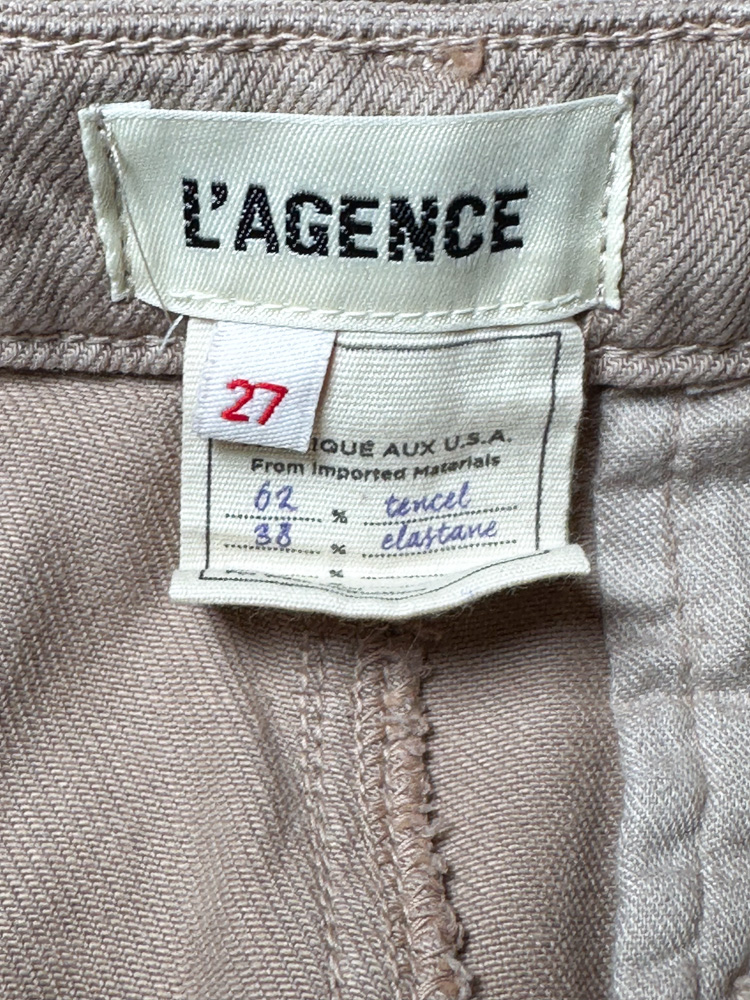 L'AGENCE
27
IQUÉ AUX U.S.A.
From Imported Materials
62 % tencel
38 % elastane
%